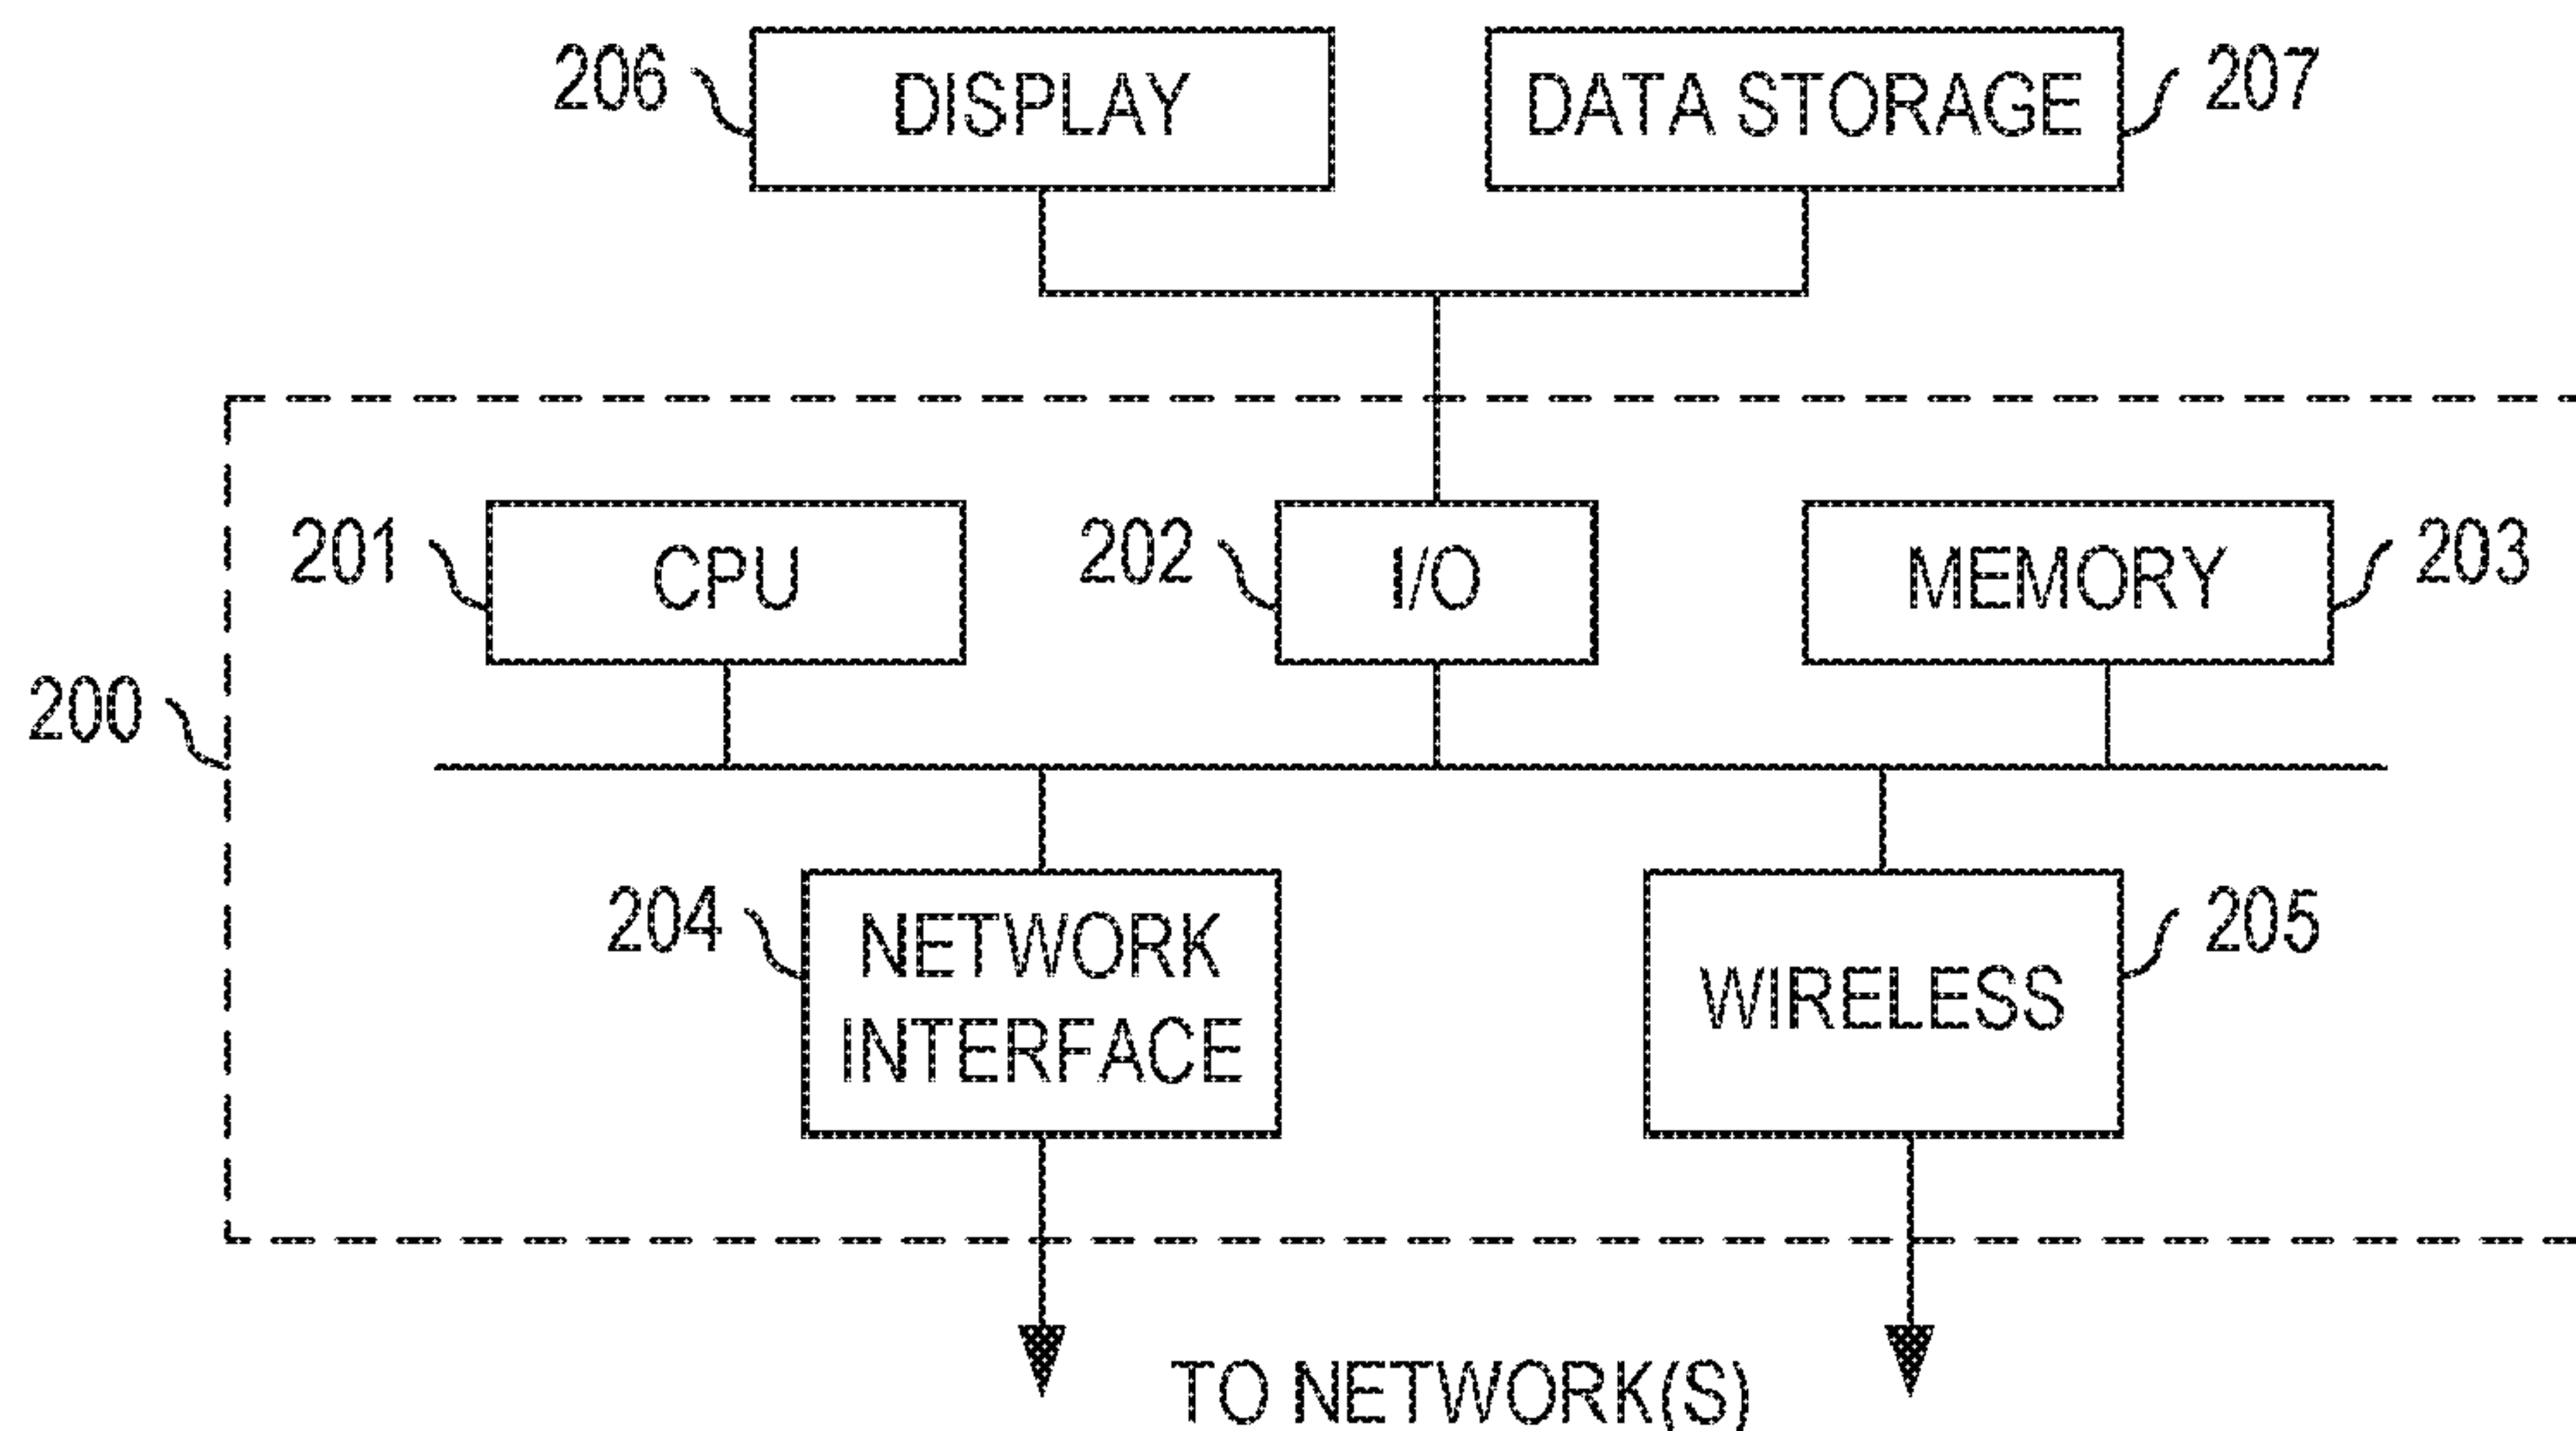 206 DISPLAY DATA STORAGE 207
201 CPU 202 I/O MEMORY 203
200
204 NETWORK
INTERFACE
WIRELESS 205
TO NETWORK(S)